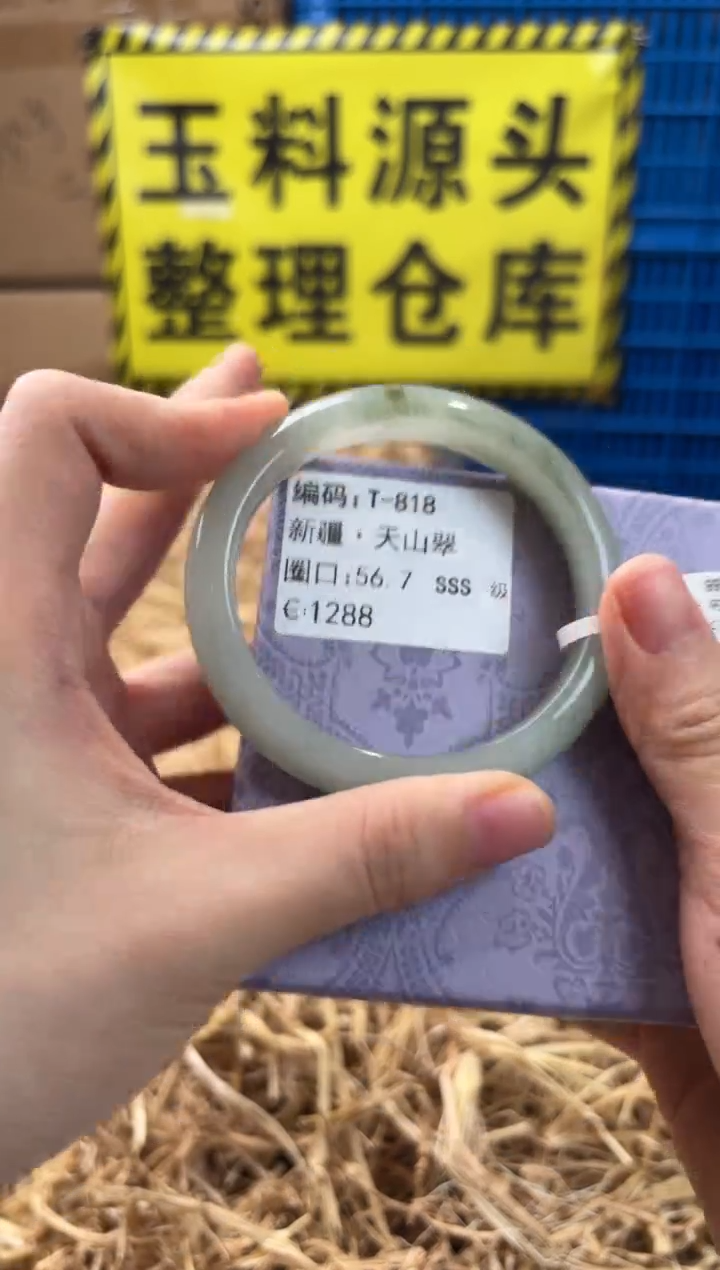 玉料源头
整理仓库
编码:T-818
新疆·天山翠
圈口:56.7 SSS 级
€:1288